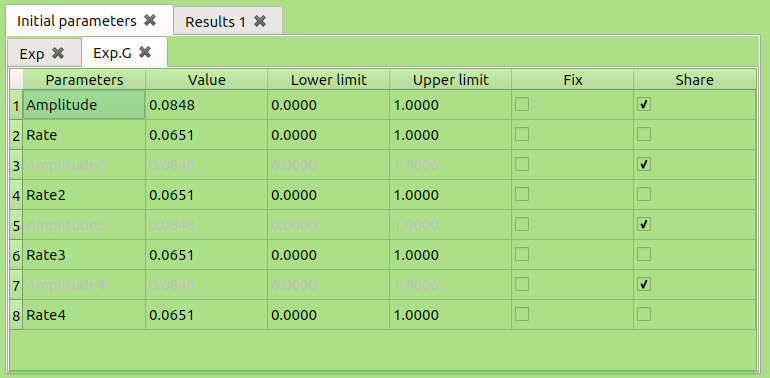 Initial parameters ✖ Results 1 ✖
Exp ✖ Exp.G ✖
Parameters Value Lower limit Upper limit Fix Share
1 Amplitude 0.0848 0.0000 1.0000
2 Rate 0.0651 0.0000 1.0000
3 Amplitude2 0.0848 0.0000 1.0000
4 Rate2 0.0651 0.0000 1.0000
5 Amplitude3 0.0848 0.0000 1.0000
6 Rate3 0.0651 0.0000 1.0000
7 Amplitude4 0.0848 0.0000 1.0000
8 Rate4 0.0651 0.0000 1.0000